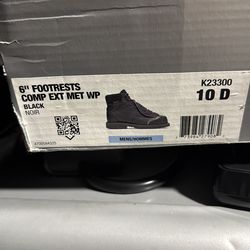 6" FOOTRESTS
COMP EXT MET WP
BLACK
NOIR
K23300
10 D
MENS/HOMMES